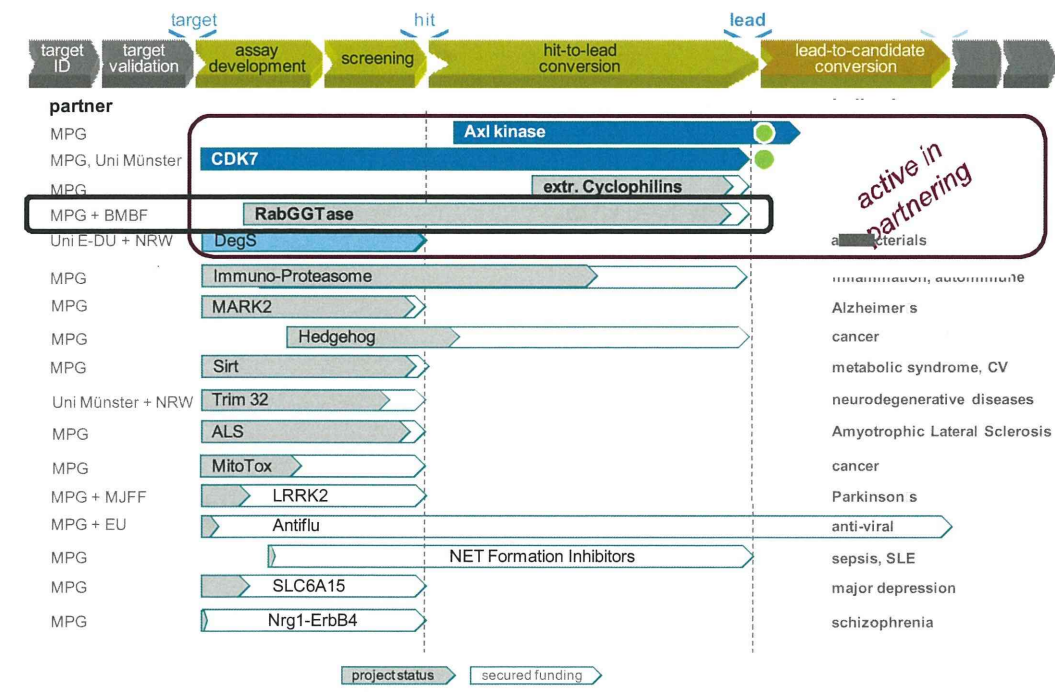 target hit lead
target ID
target validation
assay development
screening
hit-to-lead conversion
lead-to-candidate conversion
partner
MPG Axl kinase
MPG, Uni Münster CDK7
MPG extr. Cyclophilins
active in partnering
MPG + BMBF RabGGTase
Uni E-DU + NRW DegS
MPG Immuno-Proteasome
MPG MARK2 Alzheimer s
MPG Hedgehog cancer
MPG Sirt metabolic syndrome, CV
Uni Münster + NRW Trim 32 neurodegenerative diseases
MPG ALS Amyotrophic Lateral Sclerosis
MPG MitoTox cancer
MPG + MJFF LRRK2 Parkinson s
MPG + EU Antiflu anti-viral
MPG NET Formation Inhibitors sepsis, SLE
MPG SLC6A15 major depression
MPG Nrg1-ErbB4 schizophrenia
project status secured funding